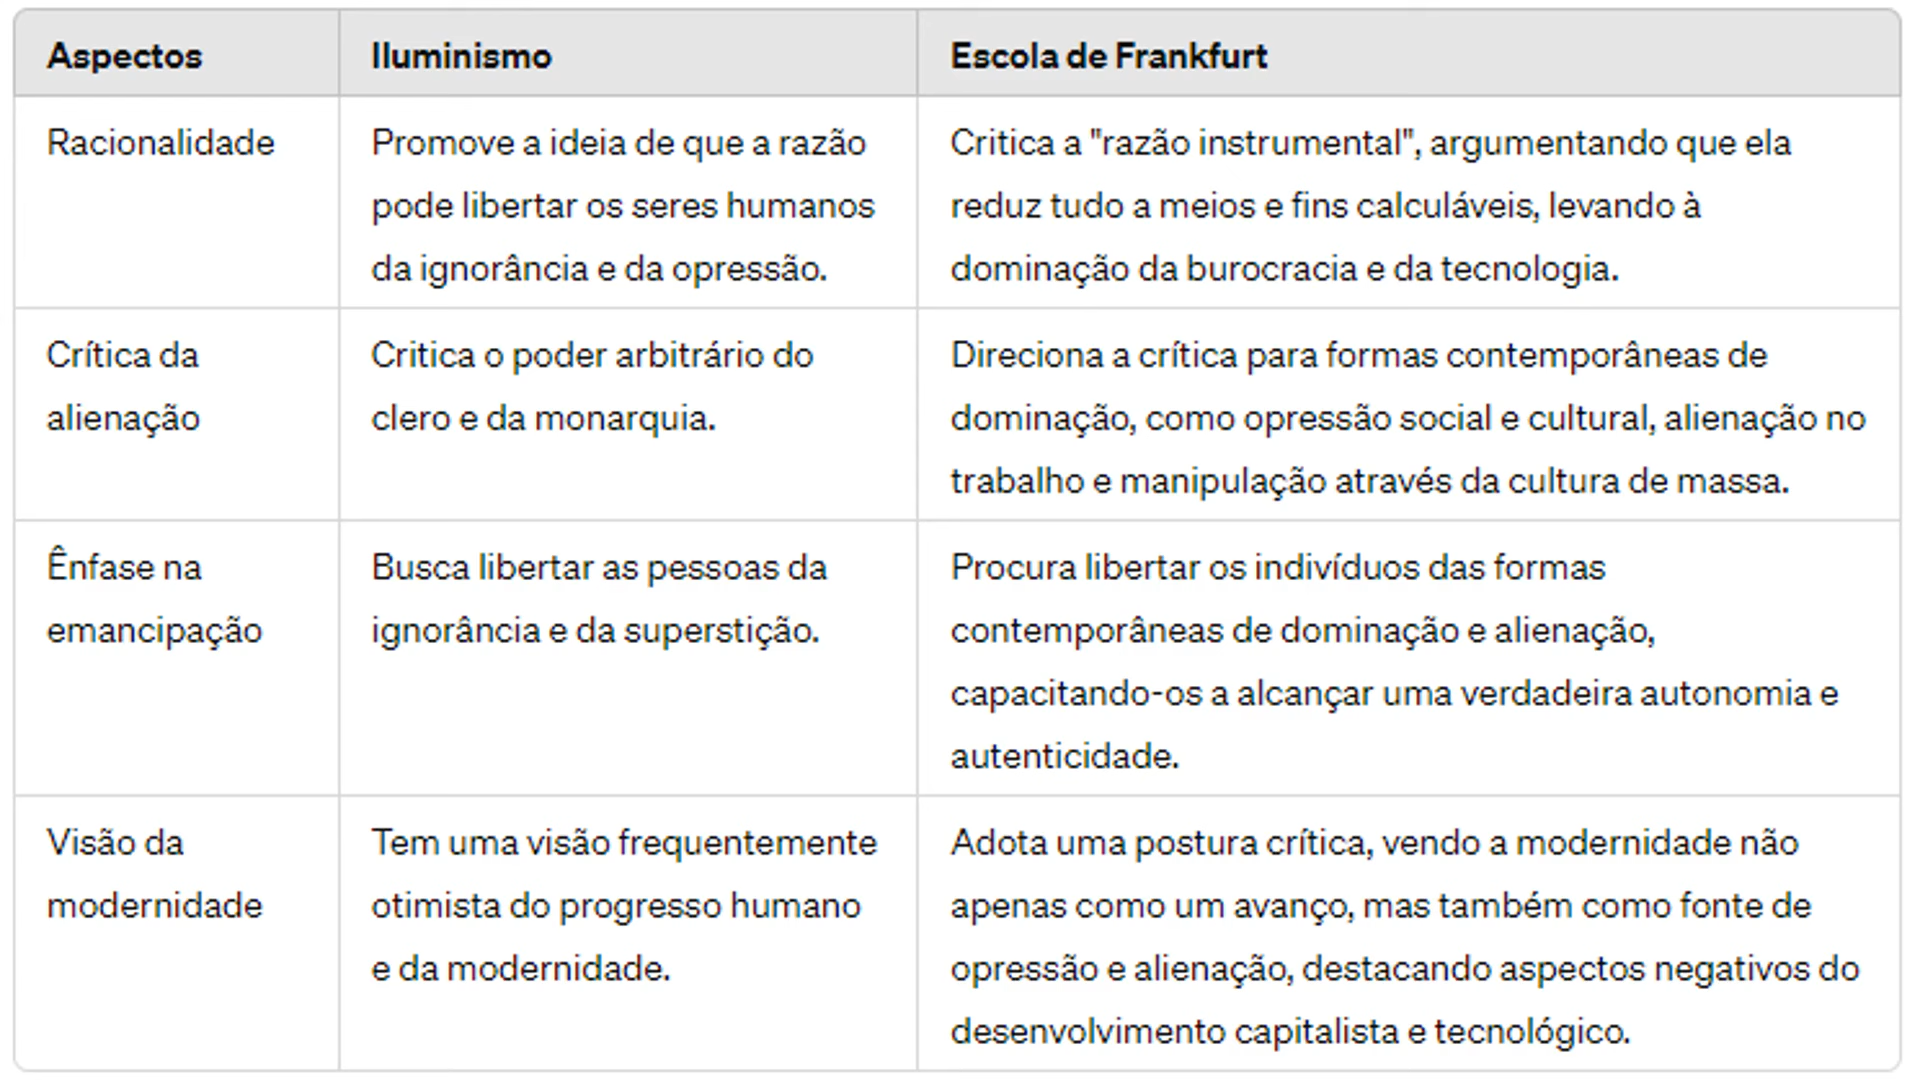 Aspectos
Iluminismo
Escola de Frankfurt
Racionalidade
Promove a ideia de que a razão
pode libertar os seres humanos
da ignorância e da opressão.
Critica a "razão instrumental", argumentando que ela
reduz tudo a meios e fins calculáveis, levando à
dominação da burocracia e da tecnologia.
Crítica da
alienação
Critica o poder arbitrário do
clero e da monarquia.
Direciona a crítica para formas contemporâneas de
dominação, como opressão social e cultural, alienação no
trabalho e manipulação através da cultura de massa.
Ênfase na
emancipação
Busca libertar as pessoas da
ignorância e da superstição.
Procura libertar os indivíduos das formas
contemporâneas de dominação e alienação,
capacitando-os a alcançar uma verdadeira autonomia e
autenticidade.
Visão da
modernidade
Tem uma visão frequentemente
otimista do progresso humano
e da modernidade.
Adota uma postura crítica, vendo a modernidade não
apenas como um avanço, mas também como fonte de
opressão e alienação, destacando aspectos negativos do
desenvolvimento capitalista e tecnológico.